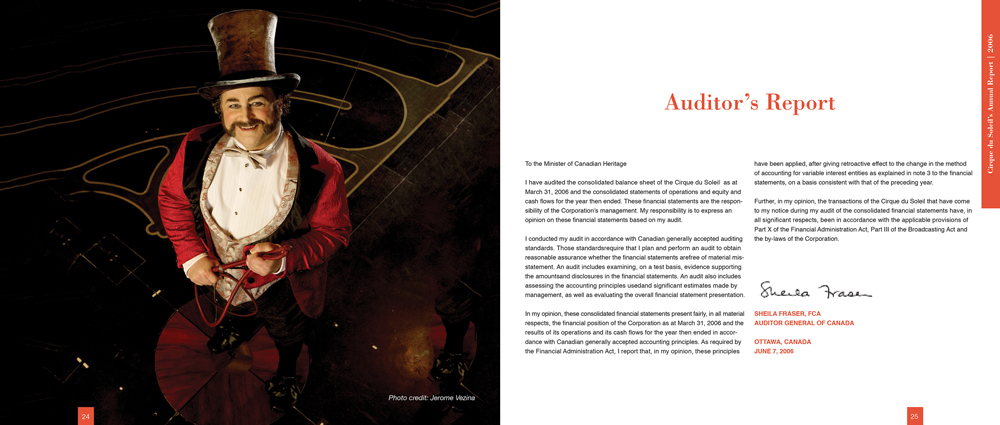 Photo credit: Jerome Vezina
24
Cirque du Soleil's Annual Report | 2006
Auditor's Report
To the Minister of Canadian Heritage
I have audited the consolidated balance sheet of the Cirque du Soleil as at
March 31, 2006 and the consolidated statements of operations and equity and
cash flows for the year then ended. These financial statements are the respon-
sibility of the Corporation's management. My responsibility is to express an
opinion on these financial statements based on my audit.
I conducted my audit in accordance with Canadian generally accepted auditing
standards. Those standardsrequire that I plan and perform an audit to obtain
reasonable assurance whether the financial statements arefree of material mis-
statement. An audit includes examining, on a test basis, evidence supporting
the amountsand disclosures in the financial statements. An audit also includes
assessing the accounting principles usedand significant estimates made by
management, as well as evaluating the overall financial statement presentation.
In my opinion, these consolidated financial statements present fairly, in all material
respects, the financial position of the Corporation as at March 31, 2006 and the
results of its operations and its cash flows for the year then ended in accor-
dance with Canadian generally accepted accounting principles. As required by
the Financial Administration Act, I report that, in my opinion, these principles
have been applied, after giving retroactive effect to the change in the method
of accounting for variable interest entities as explained in note 3 to the financial
statements, on a basis consistent with that of the preceding year.
Further, in my opinion, the transactions of the Cirque du Soleil that have come
to my notice during my audit of the consolidated financial statements have, in
all significant respects, been in accordance with the applicable provisions of
Part X of the Financial Administration Act, Part III of the Broadcasting Act and
the by-laws of the Corporation.
Sheila Fraser
SHEILA FRASER, FCA
AUDITOR GENERAL OF CANADA
OTTAWA, CANADA
JUNE 7, 2006
25